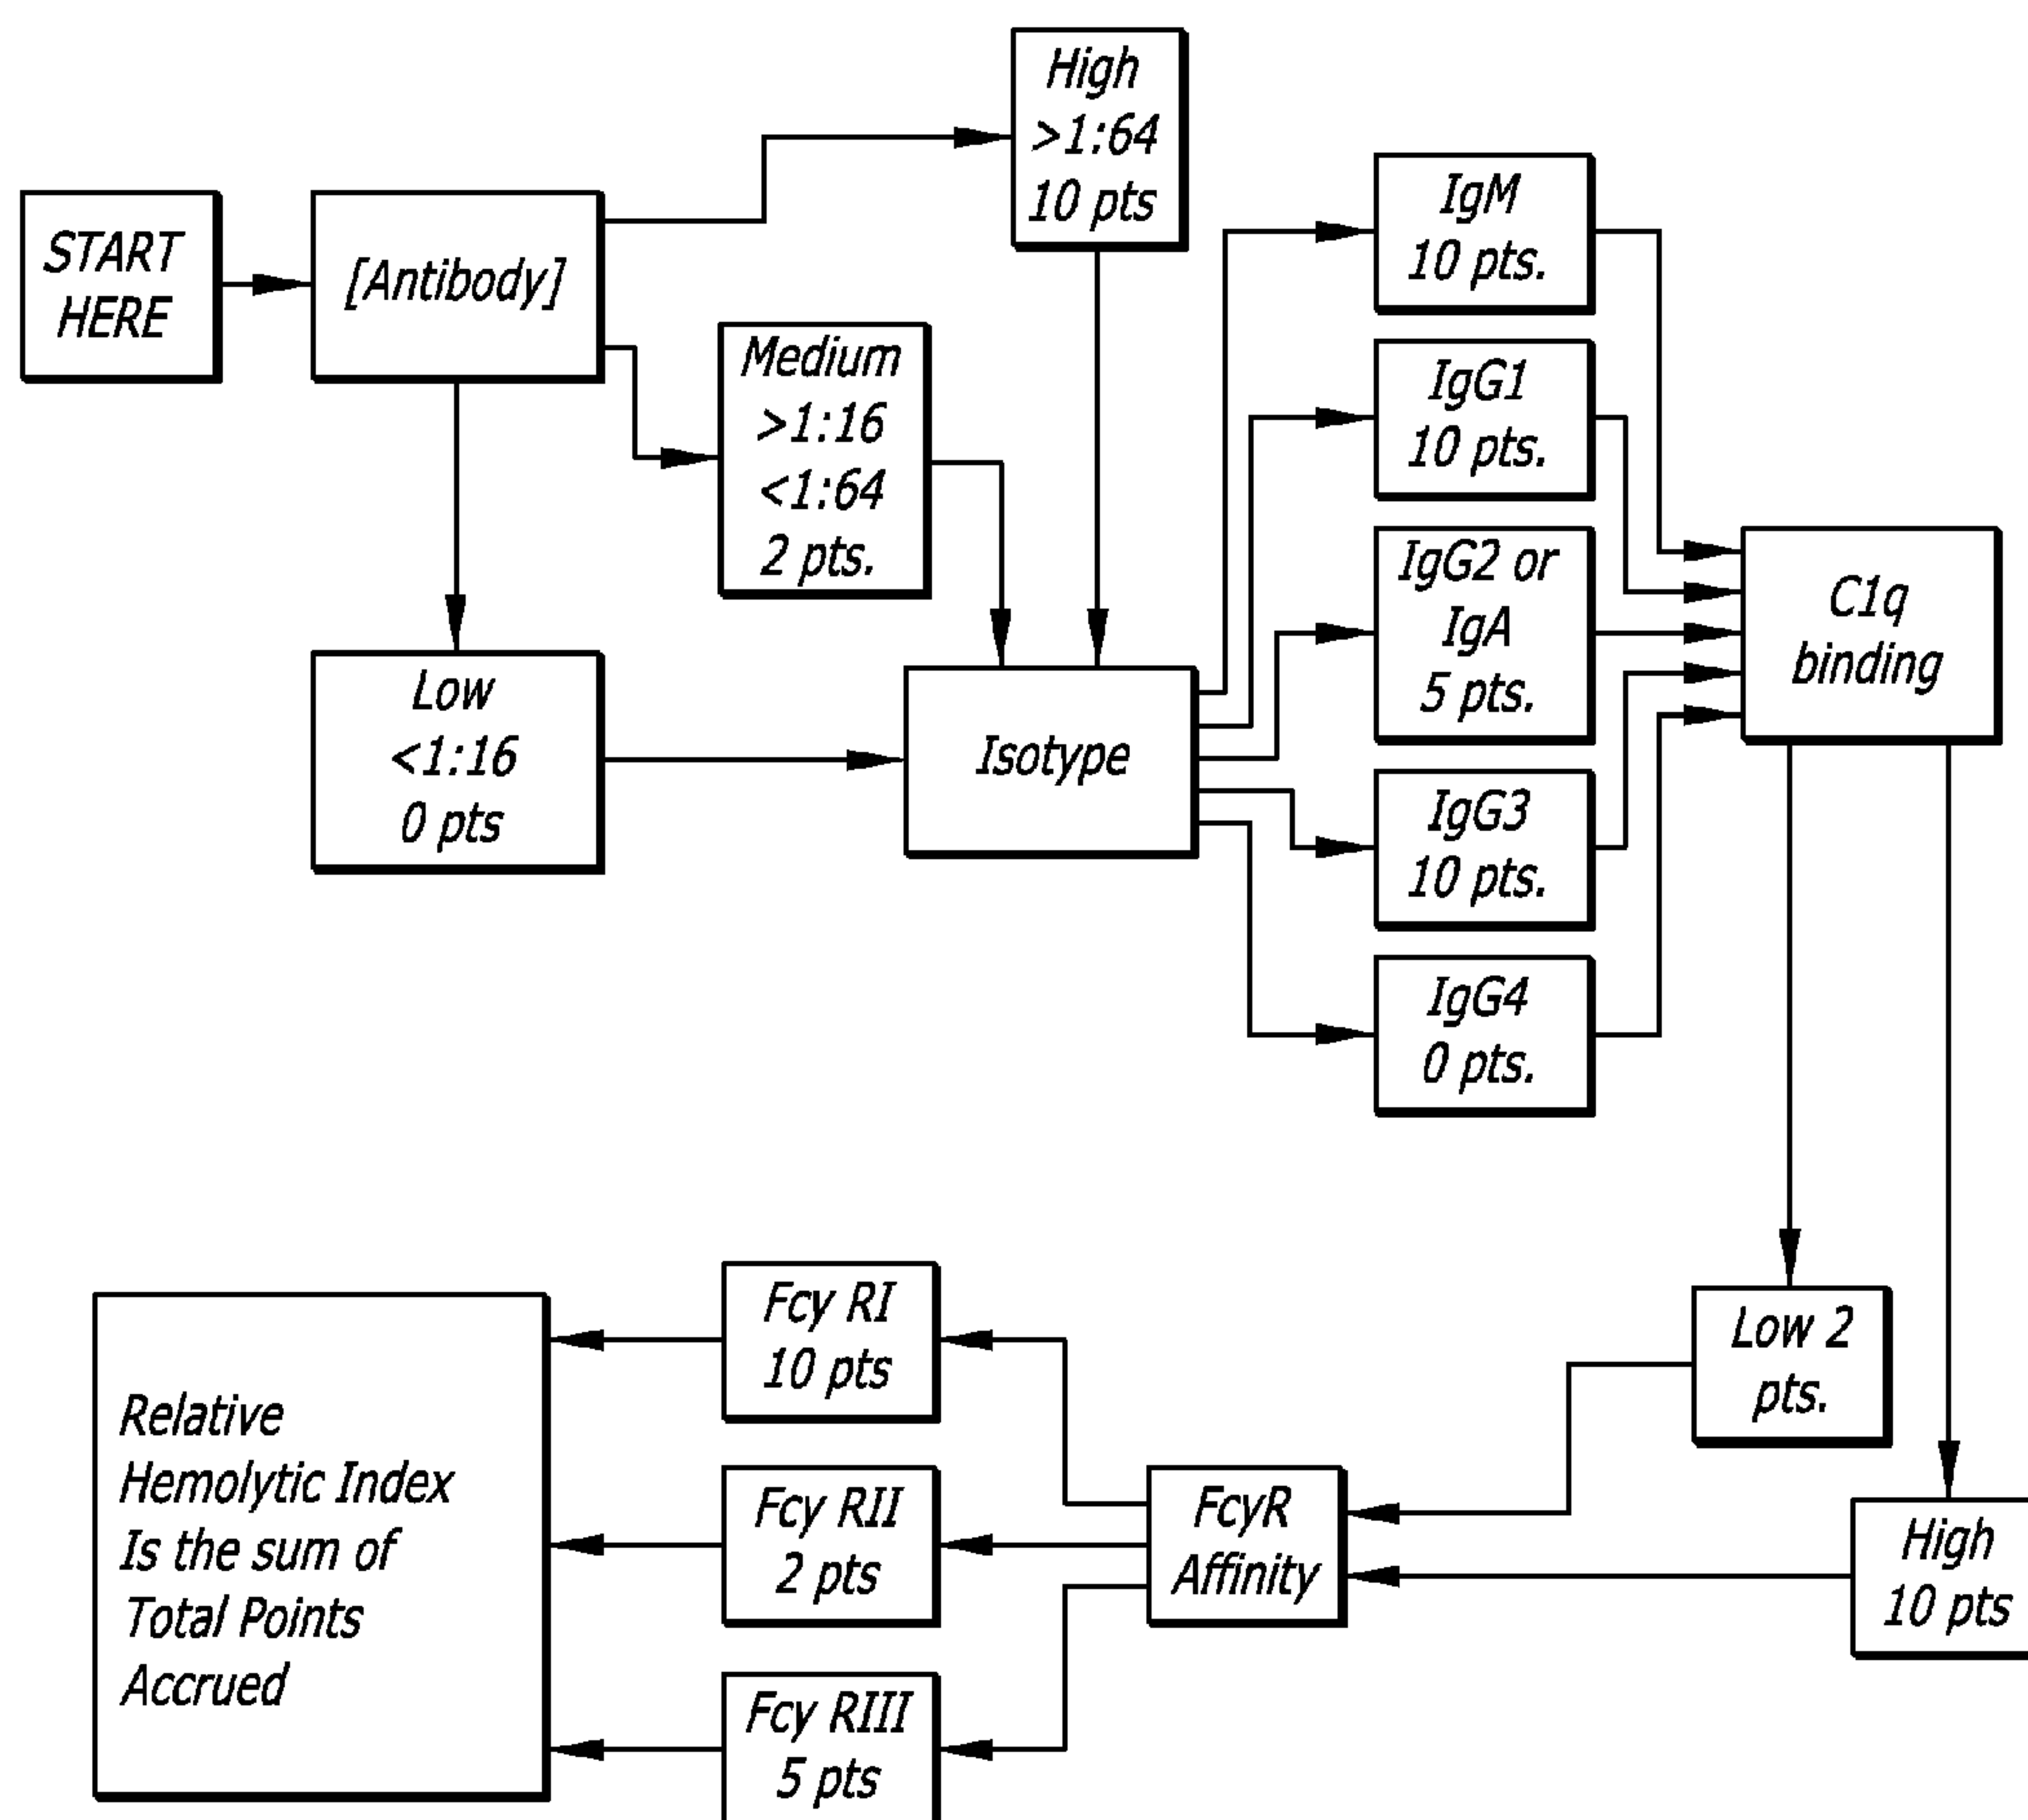 START
HERE
[Antibody]
High
>1:64
10 pts
Medium
>1:16
<1:64
2 pts.
Low
<1:16
0 pts
Isotype
IgM
10 pts.
IgG1
10 pts.
IgG2 or
IgA
5 pts.
IgG3
10 pts.
IgG4
0 pts.
C1q
binding
Low 2
pts.
High
10 pts
FcyR
Affinity
Fcy RI
10 pts
Fcy RII
2 pts
Fcy RIII
5 pts
Relative
Hemolytic Index
Is the sum of
Total Points
Accrued